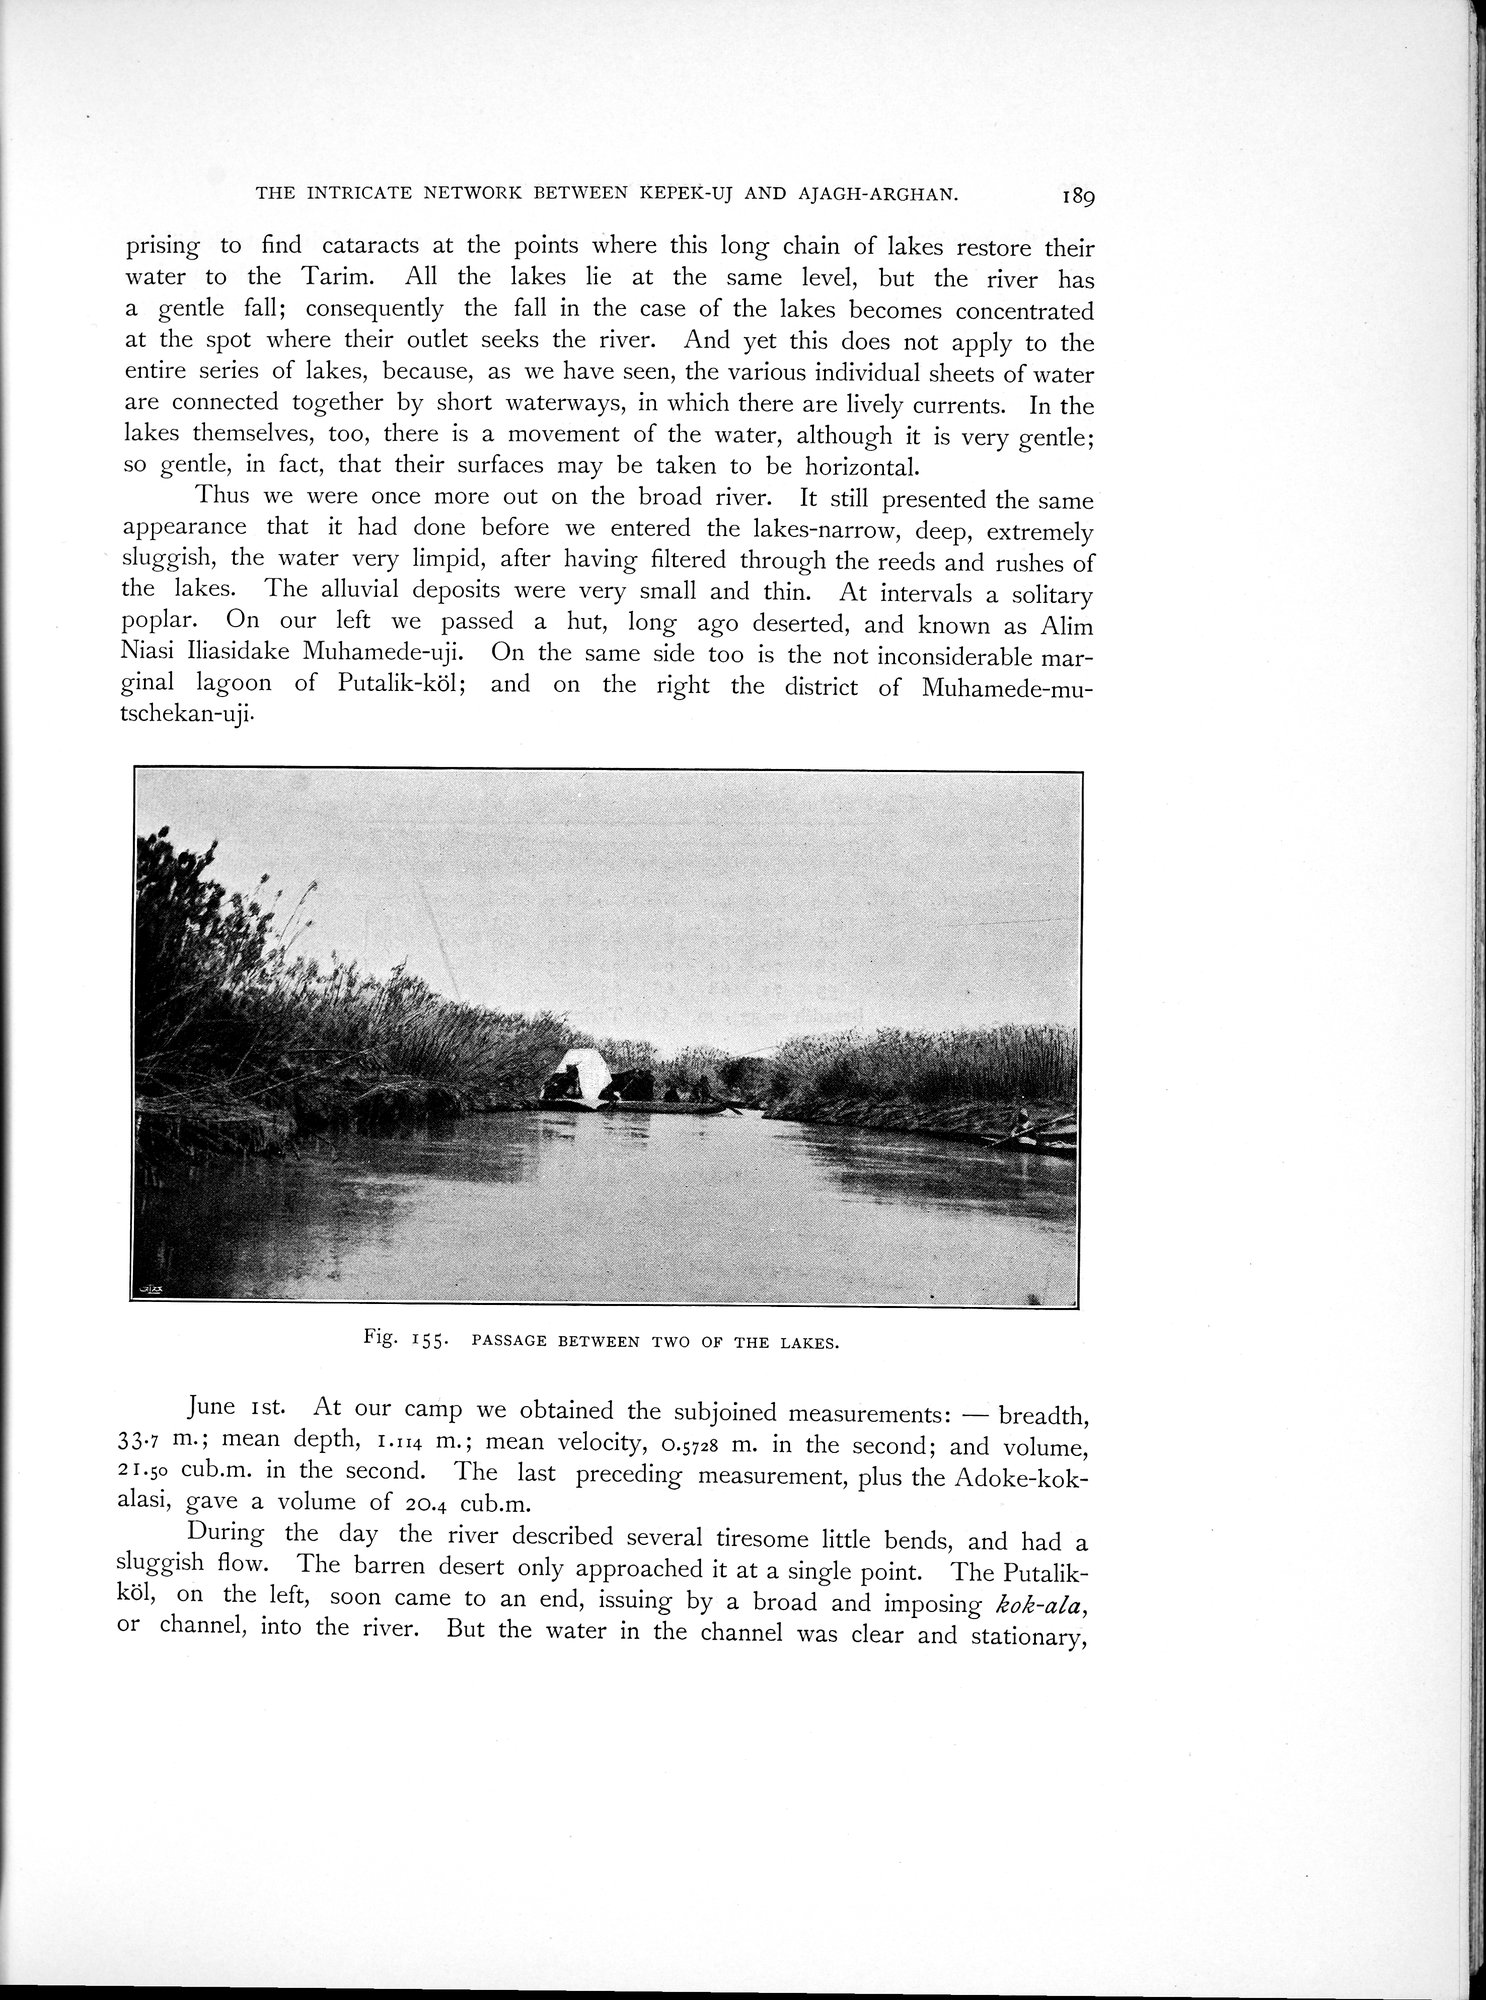 THE INTRICATE NETWORK BETWEEN KEPEK-UJ AND AJAGH-ARGHAN. 189
prising to find cataracts at the points where this long chain of lakes restore their
water to the Tarim. All the lakes lie at the same level, but the river has
a gentle fall; consequently the fall in the case of the lakes becomes concentrated
at the spot where their outlet seeks the river. And yet this does not apply to the
entire series of lakes, because, as we have seen, the various individual sheets of water
are connected together by short waterways, in which there are lively currents. In the
lakes themselves, too, there is a movement of the water, although it is very gentle;
so gentle, in fact, that their surfaces may be taken to be horizontal.
Thus we were once more out on the broad river. It still presented the same
appearance that it had done before we entered the lakes-narrow, deep, extremely
sluggish, the water very limpid, after having filtered through the reeds and rushes of
the lakes. The alluvial deposits were very small and thin. At intervals a solitary
poplar. On our left we passed a hut, long ago deserted, and known as Alim
Niasi Iliasidake Muhamede-uji. On the same side too is the not inconsiderable mar-
ginal lagoon of Putalik-köl; and on the right the district of Muhamede-mu-
tschekan-uji.
Fig. 155. PASSAGE BETWEEN TWO OF THE LAKES.
June 1st. At our camp we obtained the subjoined measurements: — breadth,
33.7 m.; mean depth, 1.114 m.; mean velocity, 0.5728 m. in the second; and volume,
21.50 cub.m. in the second. The last preceding measurement, plus the Adoke-kok-
alasi, gave a volume of 20.4 cub.m.
During the day the river described several tiresome little bends, and had a
sluggish flow. The barren desert only approached it at a single point. The Putalik-
köl, on the left, soon came to an end, issuing by a broad and imposing kok-ala,
or channel, into the river. But the water in the channel was clear and stationary,